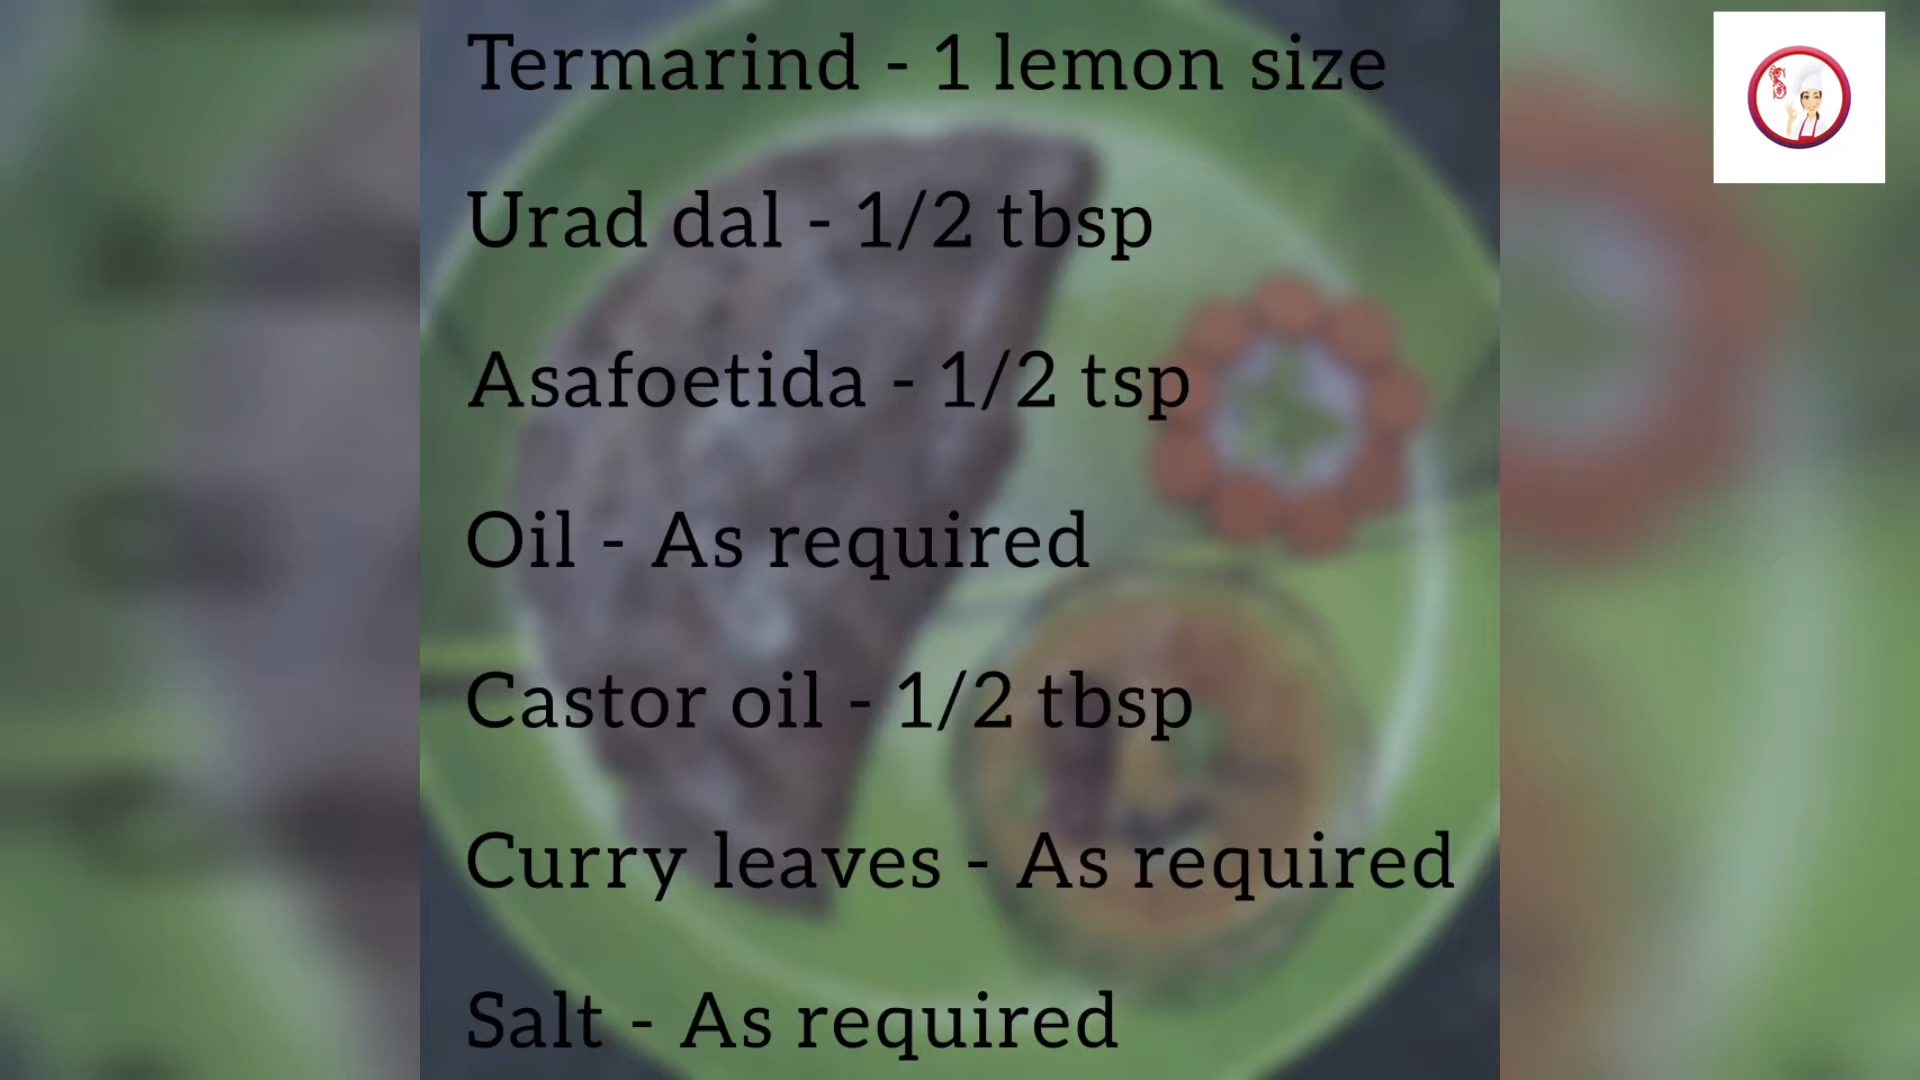 Termarind - 1 lemon size
Urad dal - 1/2 tbsp
Asafoetida - 1/2 tsp
Oil - As required
Castor oil - 1/2 tbsp
Curry leaves - As required
Salt - As required